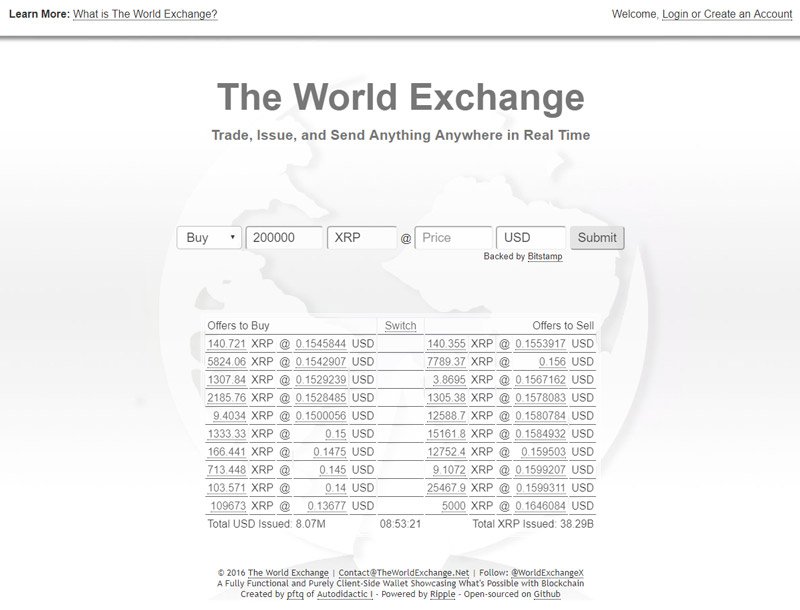 Learn More: What is The World Exchange? Welcome, Login or Create an Account
The World Exchange
Trade, Issue, and Send Anything Anywhere in Real Time
Buy 200000 XRP @ Price USD Submit
Backed by Bitstamp
Offers to Buy Switch Offers to Sell
140.721 XRP @ 0.1545844 USD 140.355 XRP @ 0.1553917 USD
5824.06 XRP @ 0.1542907 USD 7789.37 XRP @ 0.156 USD
1307.84 XRP @ 0.1529239 USD 3.8695 XRP @ 0.1567162 USD
2185.76 XRP @ 0.1528485 USD 1305.38 XRP @ 0.1578083 USD
9.4034 XRP @ 0.1500056 USD 12588.7 XRP @ 0.1580784 USD
1333.33 XRP @ 0.15 USD 15161.8 XRP @ 0.1584932 USD
166.441 XRP @ 0.1475 USD 12752.4 XRP @ 0.159503 USD
713.448 XRP @ 0.145 USD 9.1072 XRP @ 0.1599207 USD
103.571 XRP @ 0.14 USD 25467.9 XRP @ 0.1599311 USD
109673 XRP @ 0.13677 USD 5000 XRP @ 0.1646084 USD
Total USD Issued: 8.07M 08:53:21 Total XRP Issued: 38.29B
© 2016 The World Exchange | Contact@TheWorldExchange.Net | Follow: @WorldExchangeX
A Fully Functional and Purely Client-Side Wallet Showcasing What's Possible with Blockchain
Created by pftq of Autodidactic I - Powered by Ripple - Open-sourced on Github